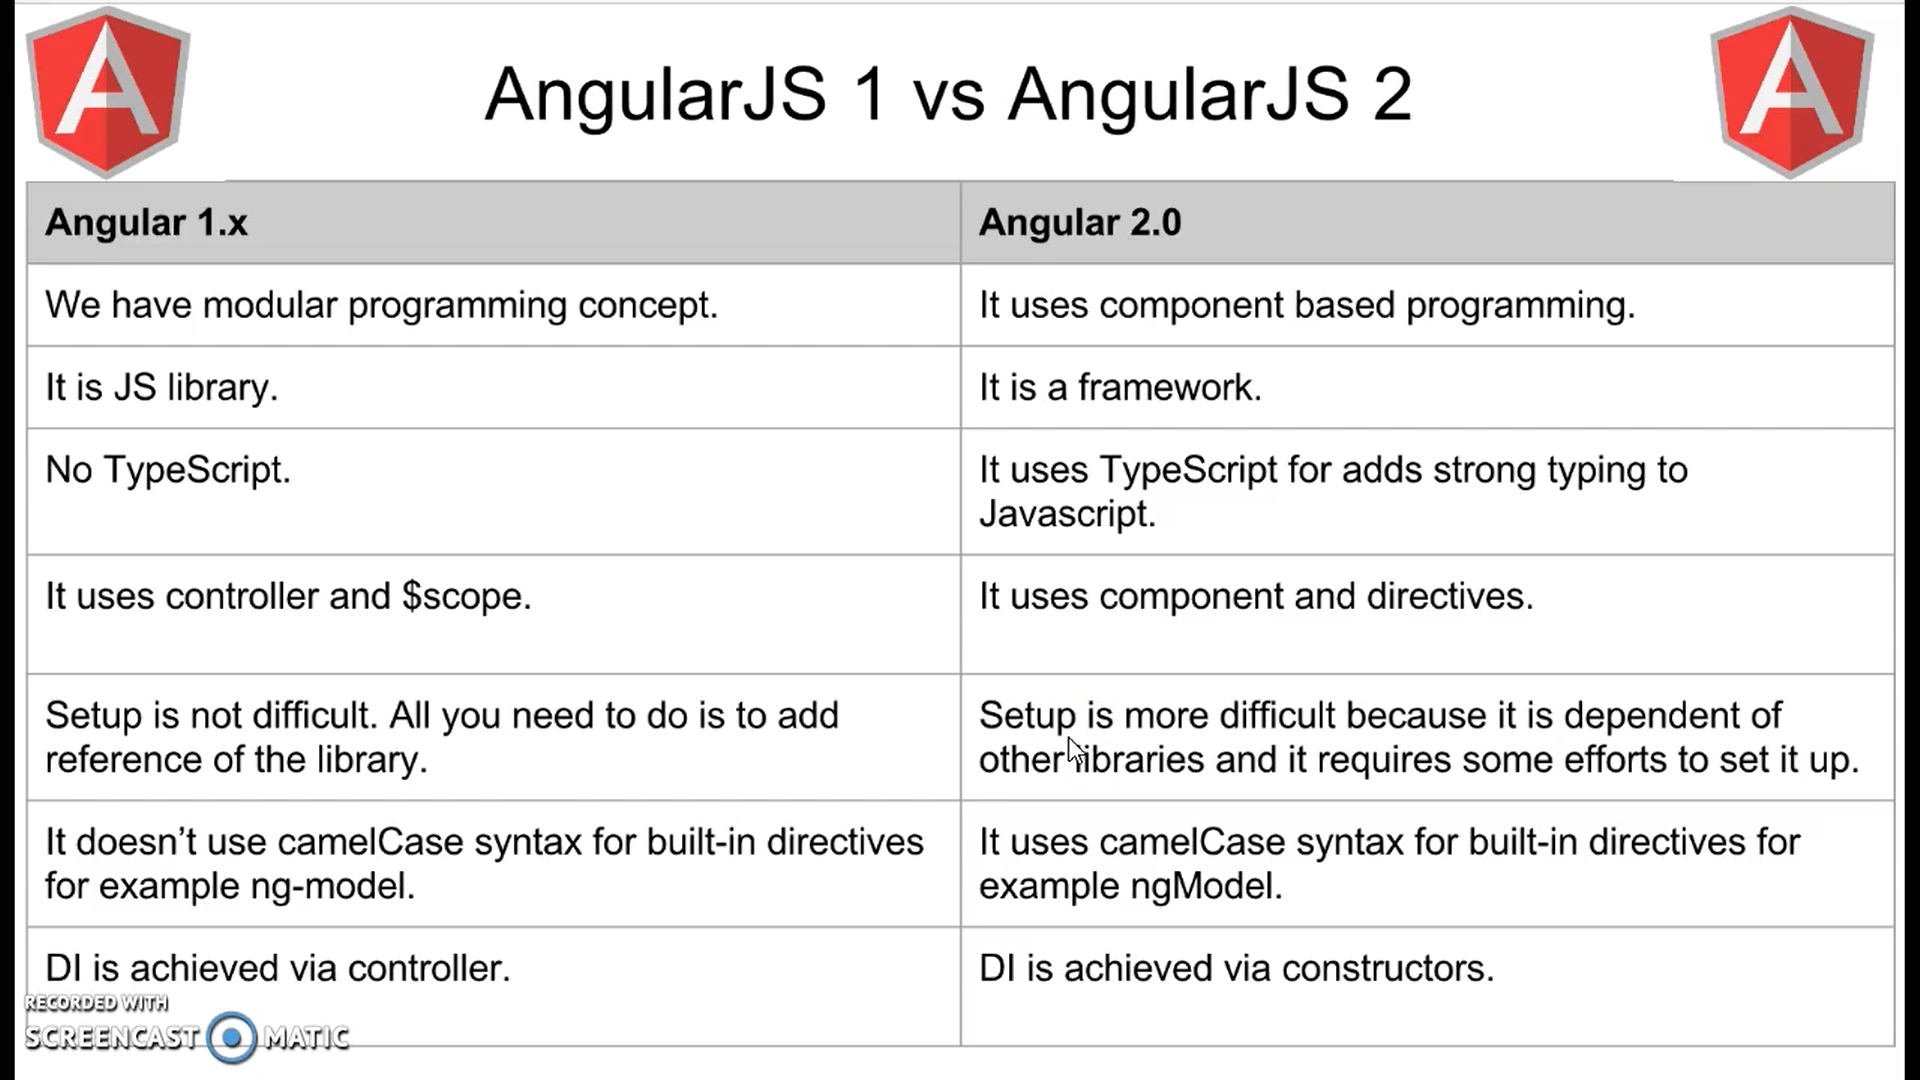 AngularJS 1 vs AngularJS 2
Angular 1.x
Angular 2.0
We have modular programming concept.
It uses component based programming.
It is JS library.
It is a framework.
No TypeScript.
It uses TypeScript for adds strong typing to
Javascript.
It uses controller and $scope.
It uses component and directives.
Setup is not difficult. All you need to do is to add
reference of the library.
Setup is more difficult because it is dependent of
other libraries and it requires some efforts to set it up.
It doesn’t use camelCase syntax for built-in directives
for example ng-model.
It uses camelCase syntax for built-in directives for
example ngModel.
DI is achieved via controller.
DI is achieved via constructors.
RECORDED WITH
SCREENCAST MATIC